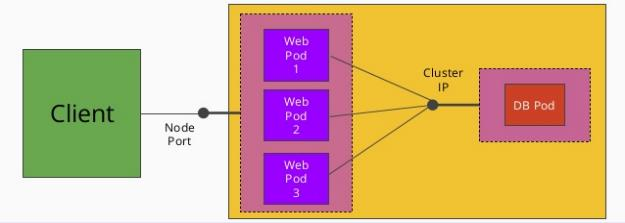 Client
Node
Port
Web
Pod
1
Web
Pod
2
Web
Pod
3
Cluster
IP
DB Pod